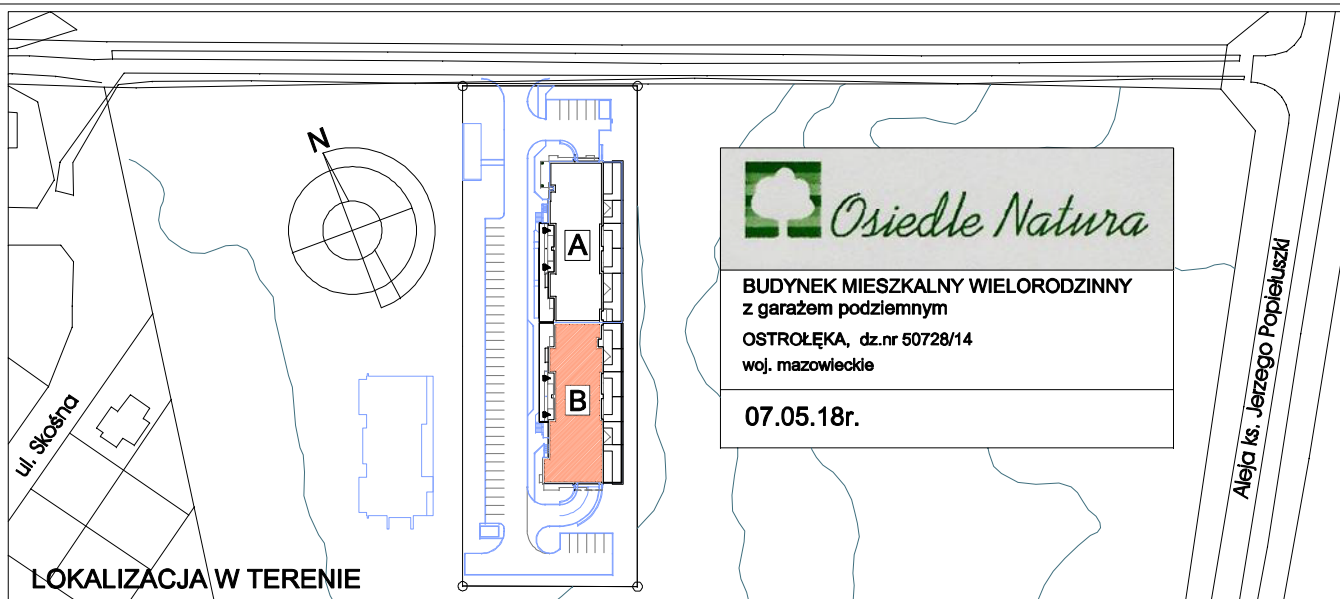 N
A
B
Osiedle Natura
BUDYNEK MIESZKALNY WIELORODZINNY
z garażem podziemnym
OSTROŁĘKA, dz.nr 50728/14
woj. mazowieckie
07.05.18r.
Aleja ks. Jerzego Popiełuszki
ul. Skośna
LOKALIZACJA W TERENIE